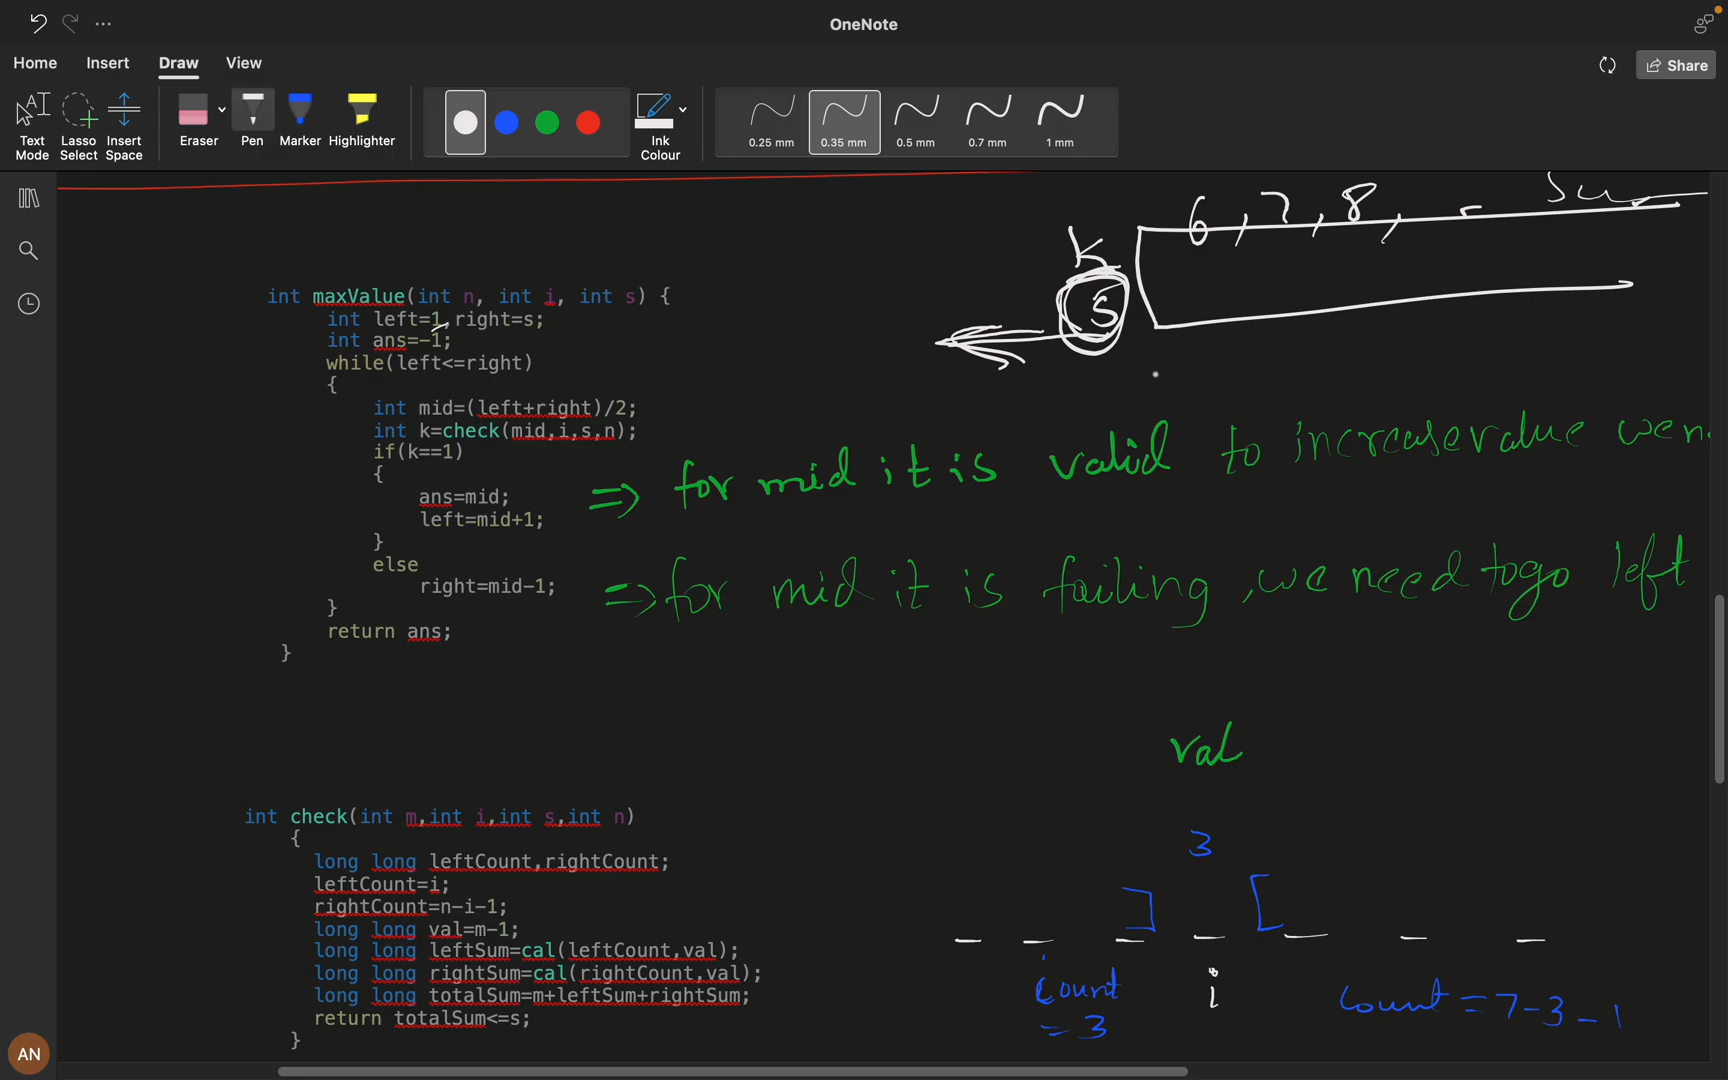 OneNote
Home Insert Draw View
Share
Text Mode
Lasso Select
Insert Space
Eraser
Pen
Marker
Highlighter
Ink Colour
0.25 mm
0.35 mm
0.5 mm
0.7 mm
1 mm
6, 7, 8, -
k
5
int maxValue(int n, int i, int s) {
int left=1,right=s;
int ans=-1;
while(left<=right)
{
int mid=(left+right)/2;
int k=check(mid,i,s,n);
if(k==1)
{
ans=mid;
left=mid+1;
}
else
right=mid-1;
}
return ans;
}
=> for mid it is valid to increase value we
=> for mid it is failing, we need to go left
val
3
int check(int m,int i,int s,int n)
{
long long leftCount,rightCount;
leftCount=i;
rightCount=n-i-1;
long long val=m-1;
long long leftSum=cal(leftCount,val);
long long rightSum=cal(rightCount,val);
long long totalSum=m+leftSum+rightSum;
return totalSum<=s;
}
] [
count
= 3
i
count = 7-3-1
AN